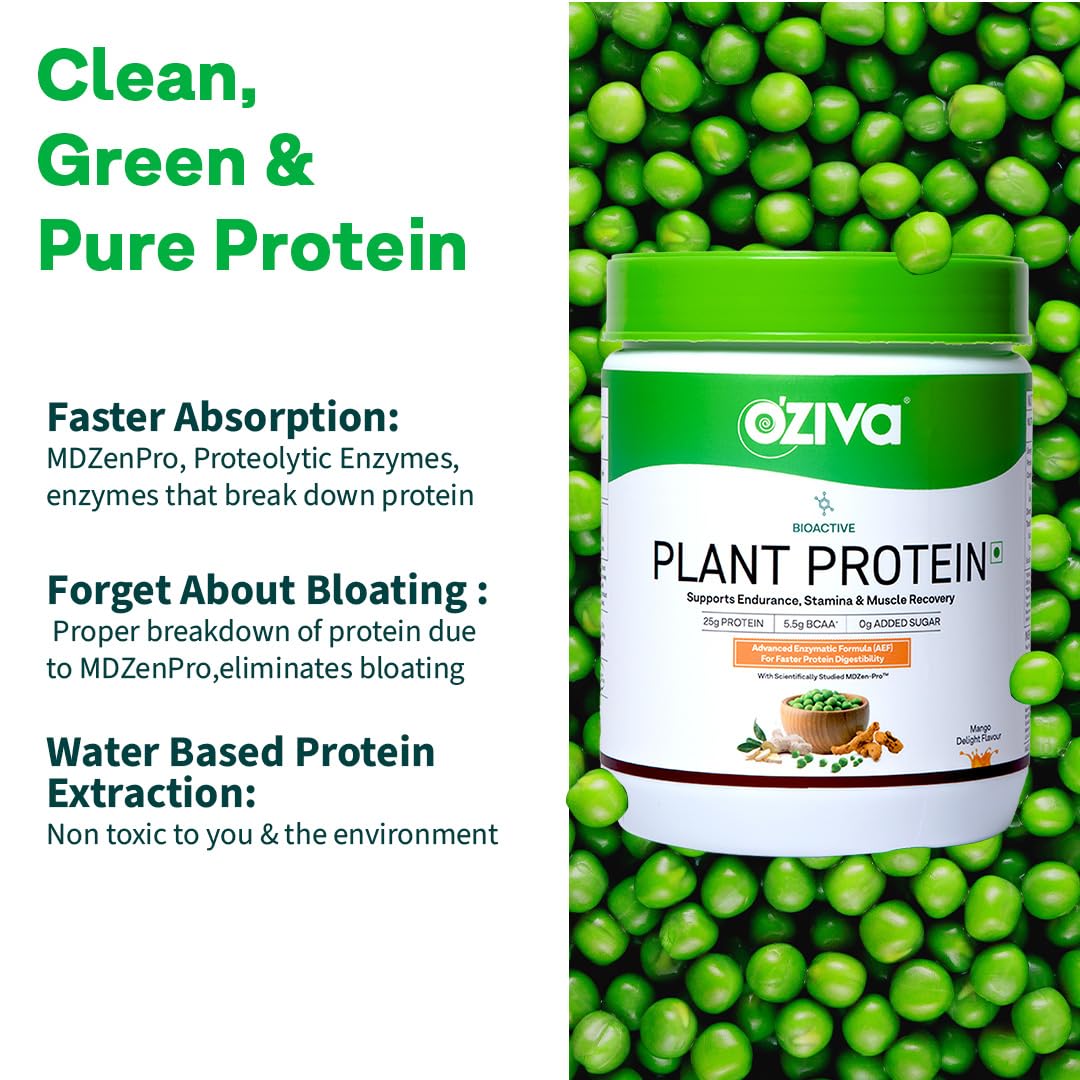 Clean,
Green &
Pure Protein
Faster Absorption:
MDZenPro, Proteolytic Enzymes,
enzymes that break down protein
Forget About Bloating :
Proper breakdown of protein due
to MDZenPro,eliminates bloating
Water Based Protein
Extraction:
Non toxic to you & the environment
O'ZIVA®
BIOACTIVE
PLANT PROTEIN
Supports Endurance, Stamina & Muscle Recovery
25g PROTEIN | 5.5g BCAA^ | 0g ADDED SUGAR
Advanced Enzymatic Formula (AEF)
For Faster Protein Digestibility
With Scientifically Studied MDZen-Pro™
Mango
Delight Flavour